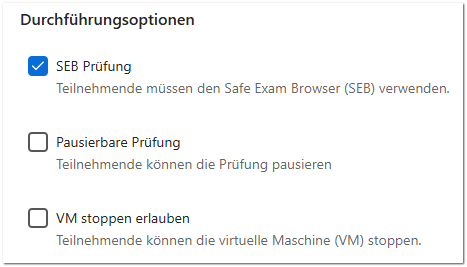 Durchführungsoptionen
SEB Prüfung
Teilnehmende müssen den Safe Exam Browser (SEB) verwenden.
Pausierbare Prüfung
Teilnehmende können die Prüfung pausieren
VM stoppen erlauben
Teilnehmende können die virtuelle Maschine (VM) stoppen.